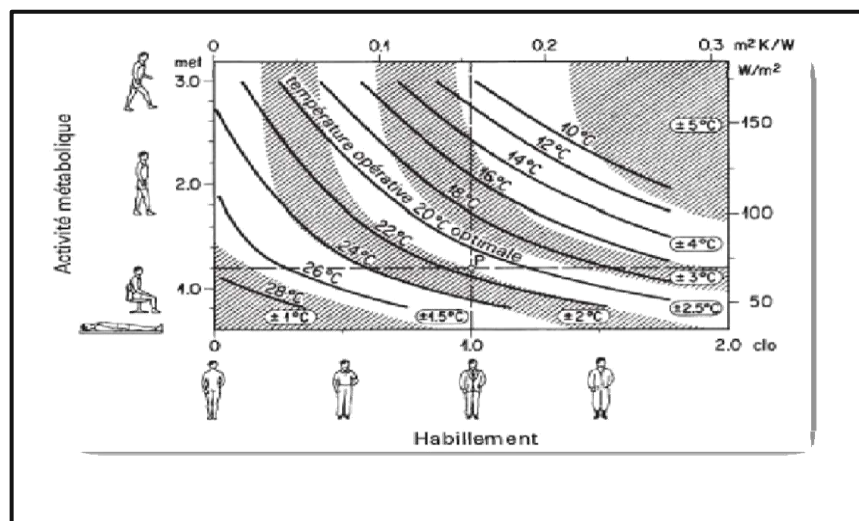 0 0.1 0.2 0.3 m² K/W
met
W/m²
3.0
2.0
1.0
150
100
50
Activité métabolique
température opérative 20°C optimale
10°C
12°C
14°C
16°C
18°C
22°C
24°C
26°C
28°C
P
± 5°C
± 4°C
± 3°C
±2.5°C
± 1°C
±1.5°C
± 2°C
0 1.0 2.0 clo
Habillement